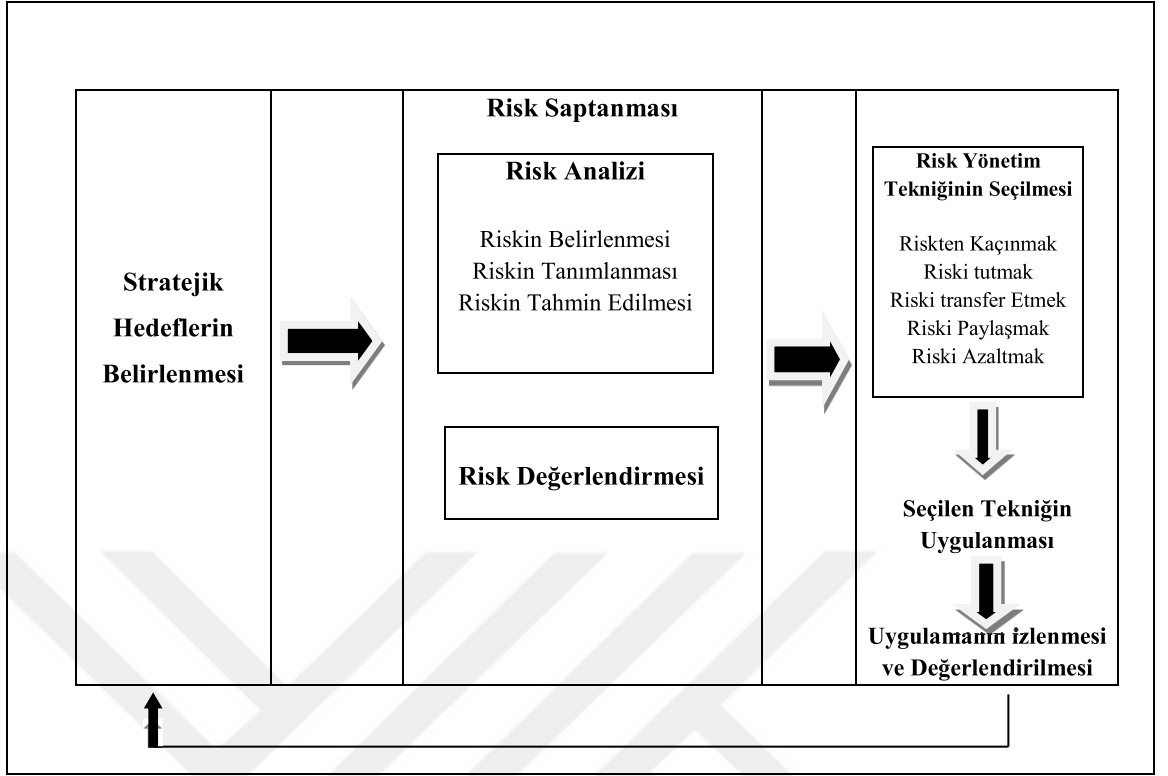 Stratejik
Hedeflerin
Belirlenmesi
Risk Saptanması
Risk Analizi
Riskin Belirlenmesi
Riskin Tanımlanması
Riskin Tahmin Edilmesi
Risk Değerlendirmesi
Risk Yönetim
Tekniğinin Seçilmesi
Riskten Kaçınmak
Riski tutmak
Riski transfer Etmek
Riski Paylaşmak
Riski Azaltmak
Seçilen Tekniğin
Uygulanması
Uygulamanın izlenmesi
ve Değerlendirilmesi